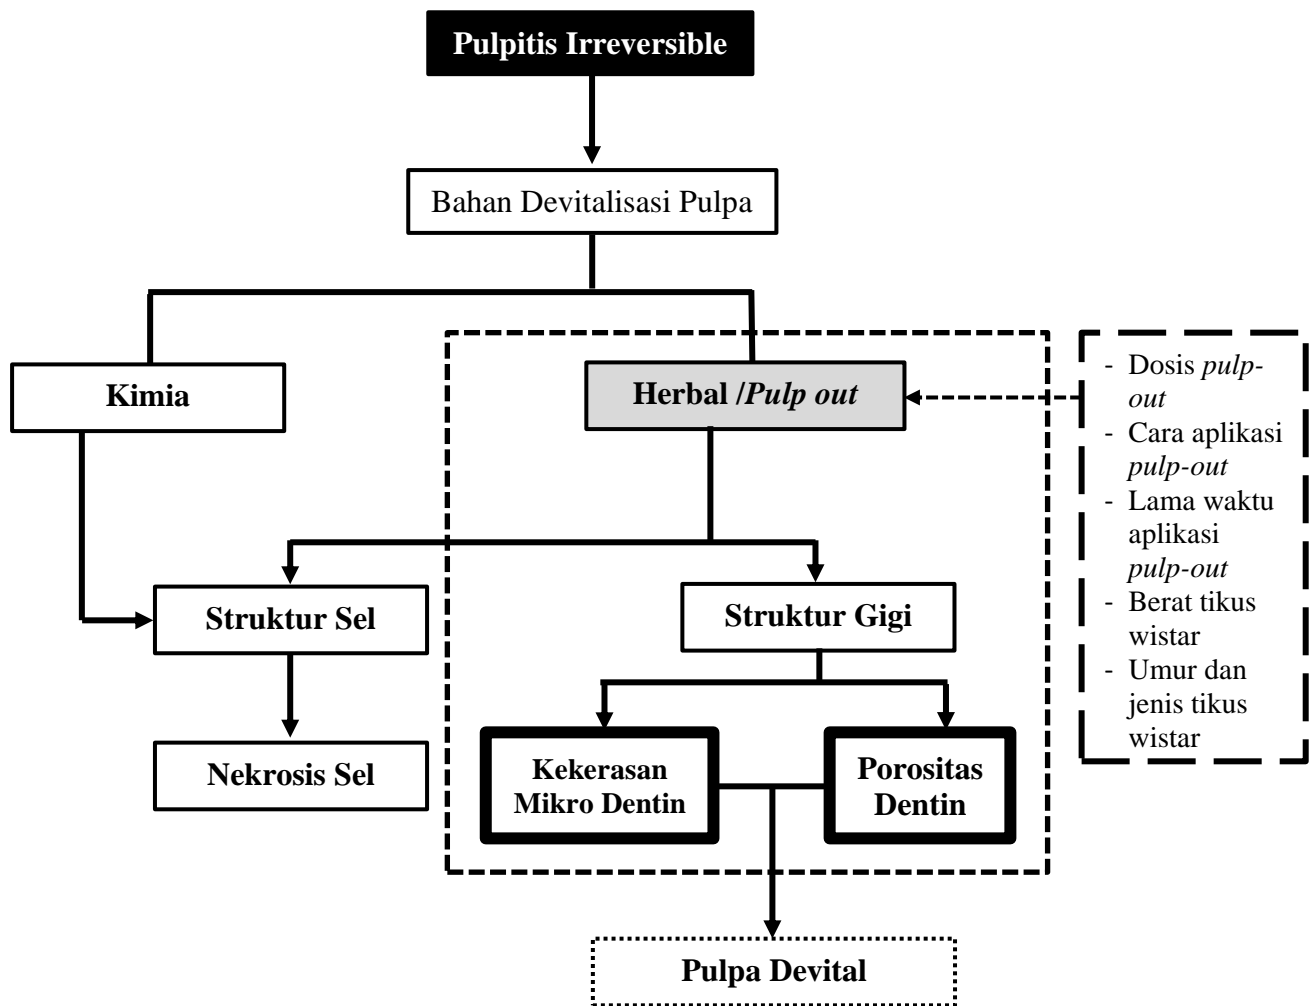 Pulpitis Irreversible
Bahan Devitalisasi Pulpa
Kimia
Herbal /Pulp out
- Dosis pulp-
out
- Cara aplikasi
pulp-out
- Lama waktu
aplikasi
pulp-out
- Berat tikus
wistar
- Umur dan
jenis tikus
wistar
Struktur Sel
Struktur Gigi
Nekrosis Sel
Kekerasan
Mikro Dentin
Porositas
Dentin
Pulpa Devital